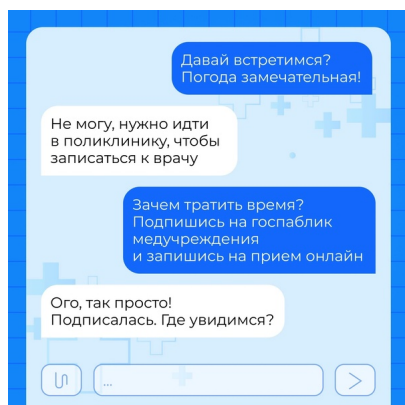 Давай встретимся?
Погода замечательная!
Не могу, нужно идти
в поликлинику, чтобы
записаться к врачу
Зачем тратить время?
Подпишись на госпаблик
медучреждения
и запишись на прием онлайн
Ого, так просто!
Подписалась. Где увидимся?
...